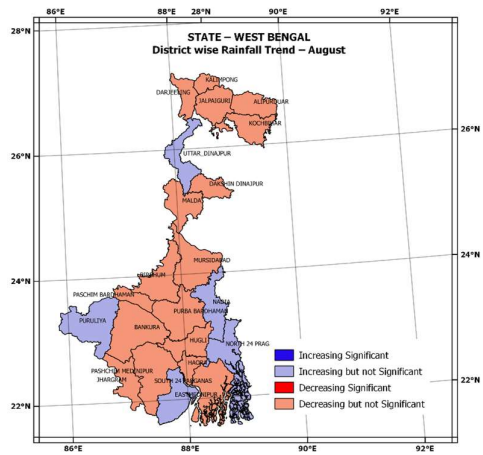 86°E 88°E 28°N 90°E 92°E
28°N
STATE – WEST BENGAL
District wise Rainfall Trend – August
KALIMPONG
DARJEELING
JALPAIGURI
ALIPURDUAR
KOCHBIHAR
26°N
UTTAR_DINAJPUR
26°N
DAKSHIN DINAJPUR
MALDA
24°N
MURSIDABAD
BIRBHUM
24°N
PASCHIM BARDHAMAN
NADIA
PURBA BARDHAMAN
PURULIYA
BANKURA
HUGLI
NORTH 24 PRAG
Increasing Significant
HAORA
Increasing but not Significant
PASHCHIM MEDINIPUR
JHARGRAM
SOUTH 24 PARGANAS
22°N
Decreasing Significant
EAST MEDINIPUR
22°N
Decreasing but not Significant
86°E 88°E 90°E 92°E